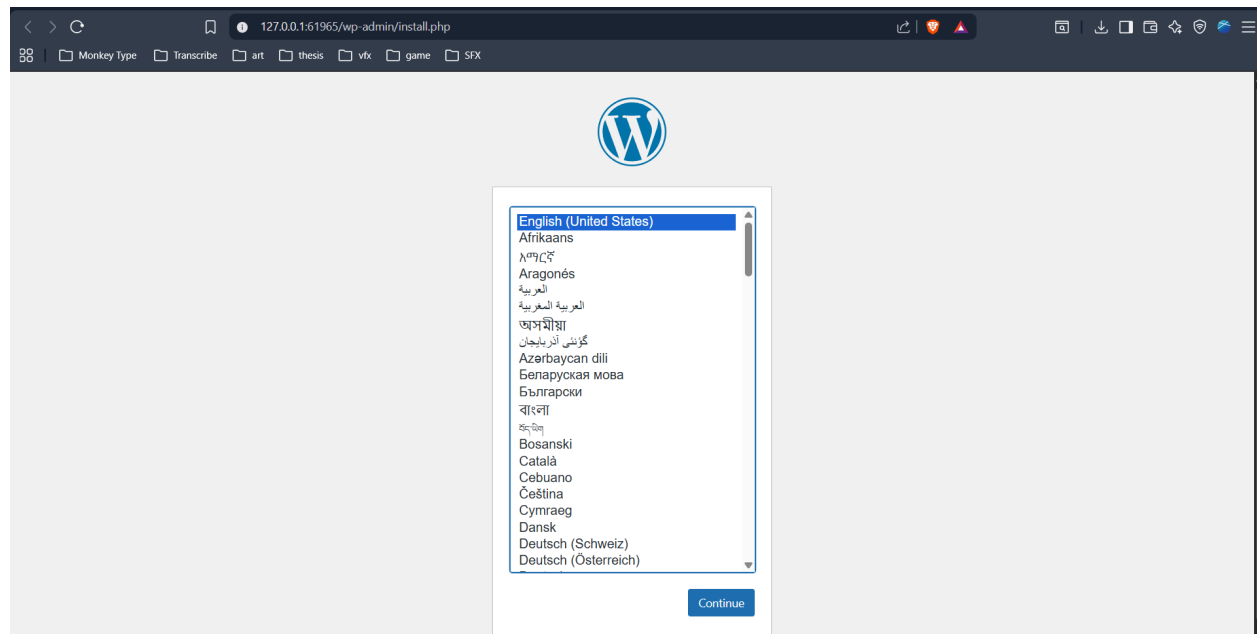 127.0.0.1:61965/wp-admin/install.php
Monkey Type Transcribe art thesis vfx game SFX
English (United States)
Afrikaans
አማርኛ
Aragonés
العربية
العربية المغربية
অসমীয়া
گؤنئی آذربایجان
Azərbaycan dili
Беларуская мова
Български
বাংলা
བོད་ཡིག
Bosanski
Català
Cebuano
Čeština
Cymraeg
Dansk
Deutsch (Schweiz)
Deutsch (Österreich)
Continue